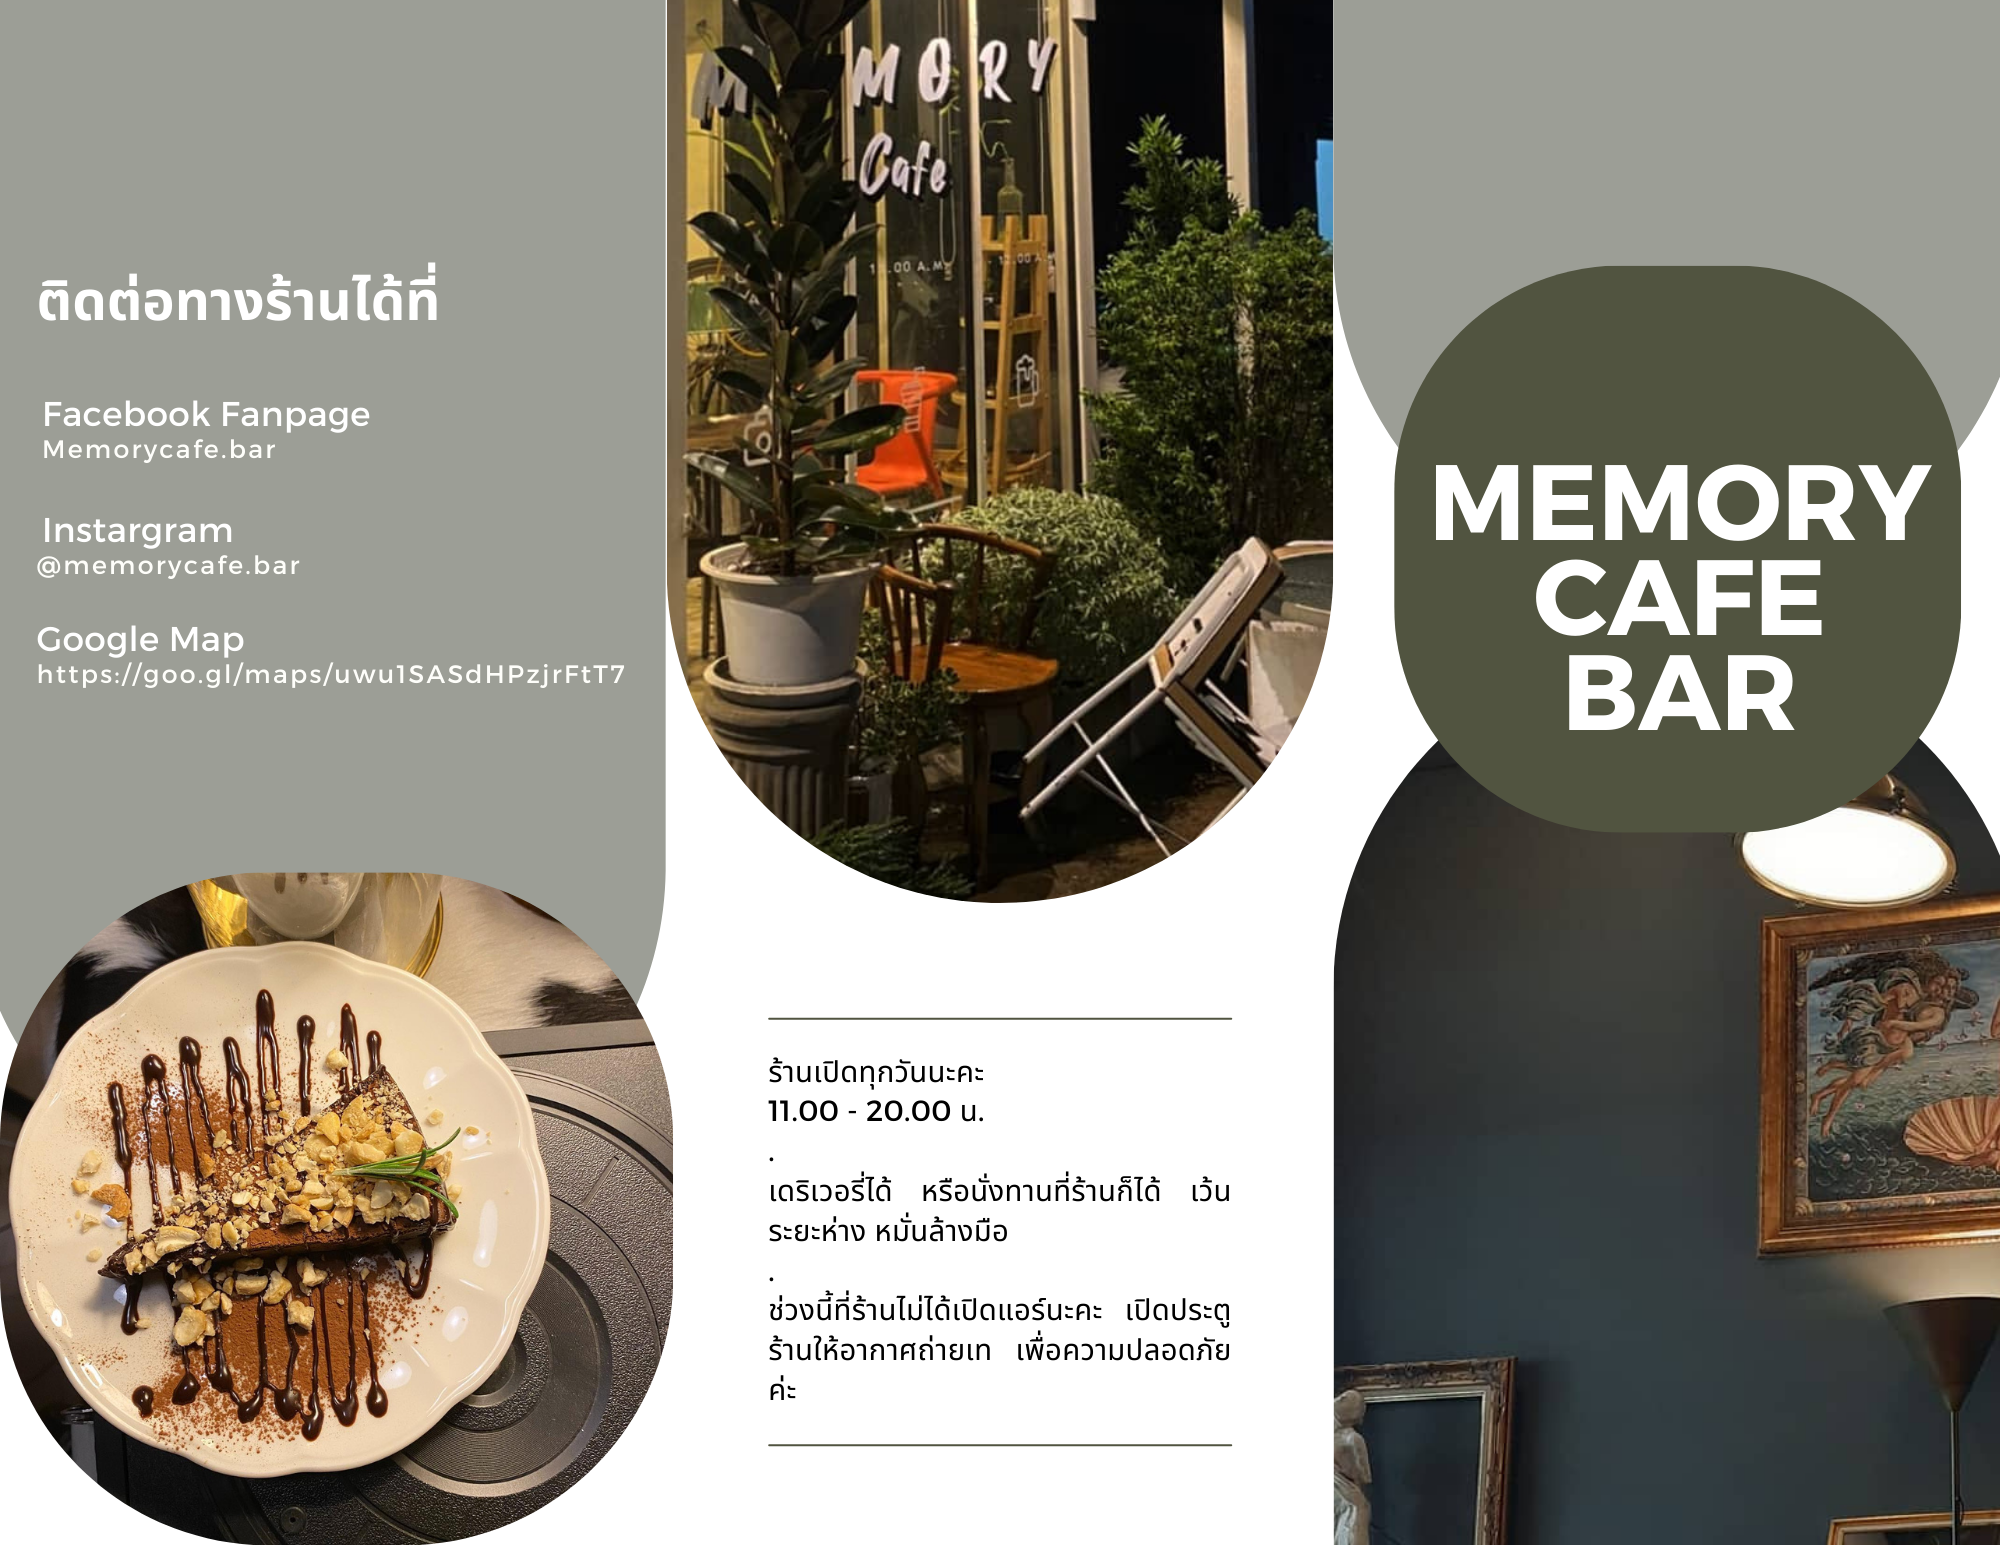 ติดต่อทางร้านได้ที่
Facebook Fanpage
Memorycafe.bar
Instargram
@memorycafe.bar
Google Map
https://goo.gl/maps/uwu1SASdHPzjrFtT7
MORY
Cafe
ร้านเปิดทุกวันนะคะ
11.00 - 20.00 น.
.
เดริเวอรี่ได้ หรือนั่งทานที่ร้านก็ได้ เว้น
ระยะห่าง หมั่นล้างมือ
.
ช่วงนี้ที่ร้านไม่ได้เปิดแอร์นะคะ เปิดประตู
ร้านให้อากาศถ่ายเท เพื่อความปลอดภัย
ค่ะ
MEMORY
CAFE
BAR